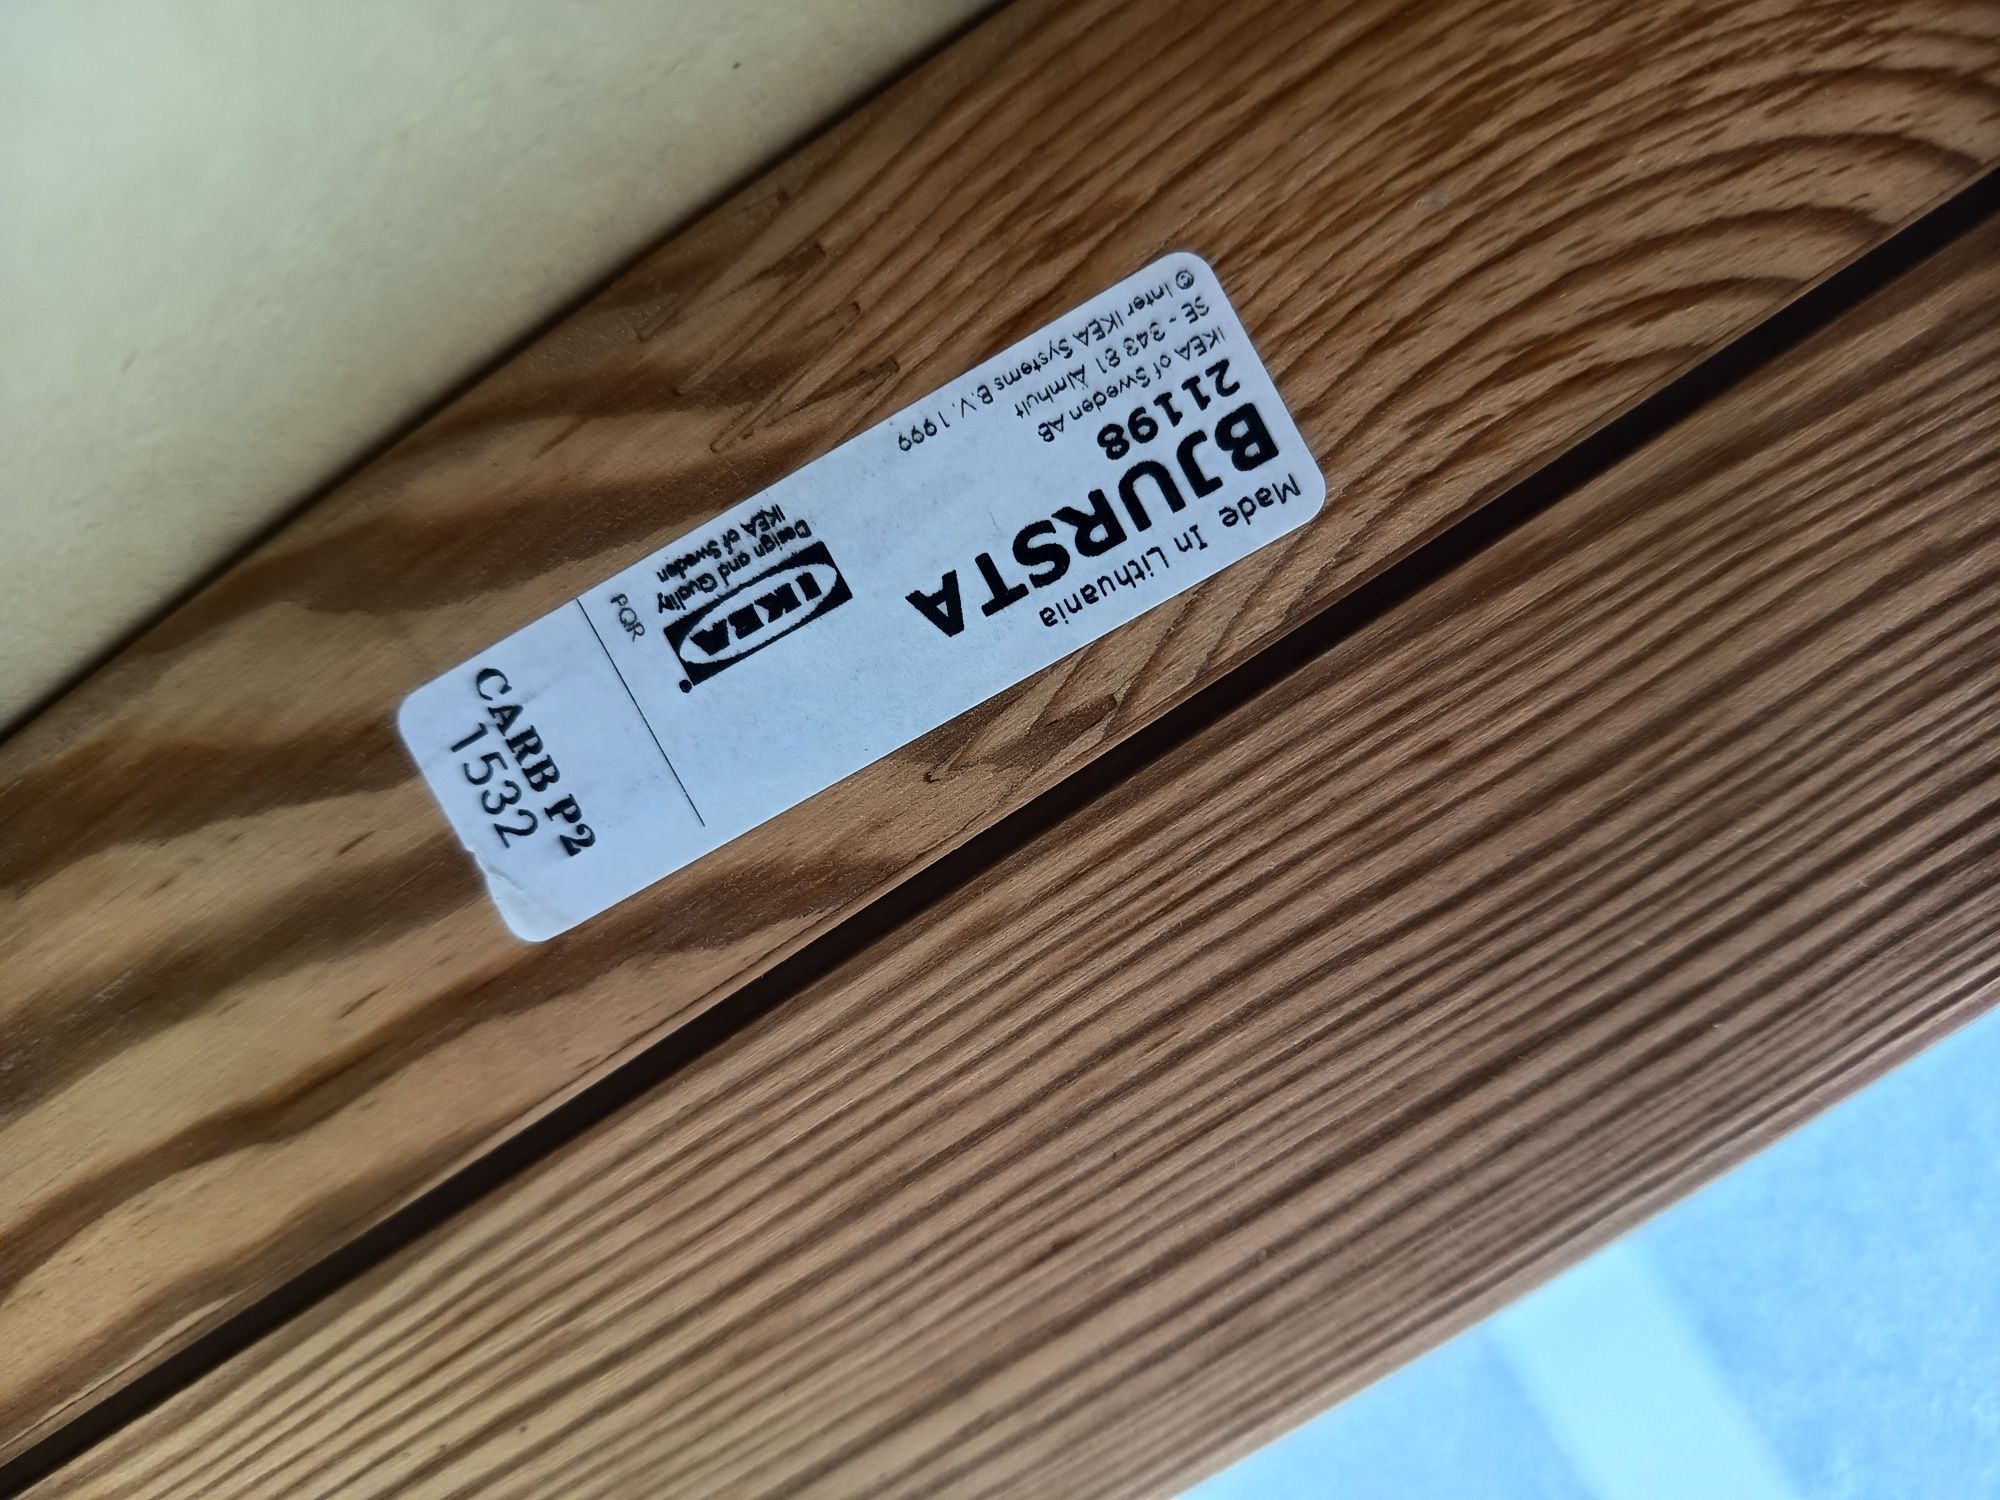 Made In Lithuania
BJURSTA
21198
IKEA of Sweden AB
SE - 343 81 Älmhult
© Inter IKEA Systems B.V. 1999
IKEA
Design and Quality
IKEA of Sweden
PQR
CARB P2
1532